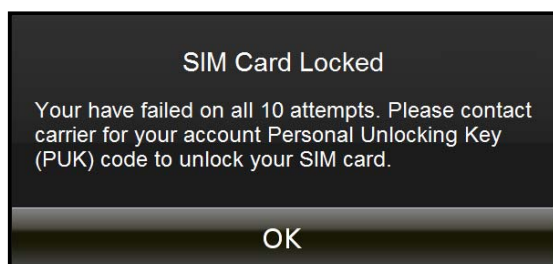 SIM Card Locked
Your have failed on all 10 attempts. Please contact
carrier for your account Personal Unlocking Key
(PUK) code to unlock your SIM card.
OK